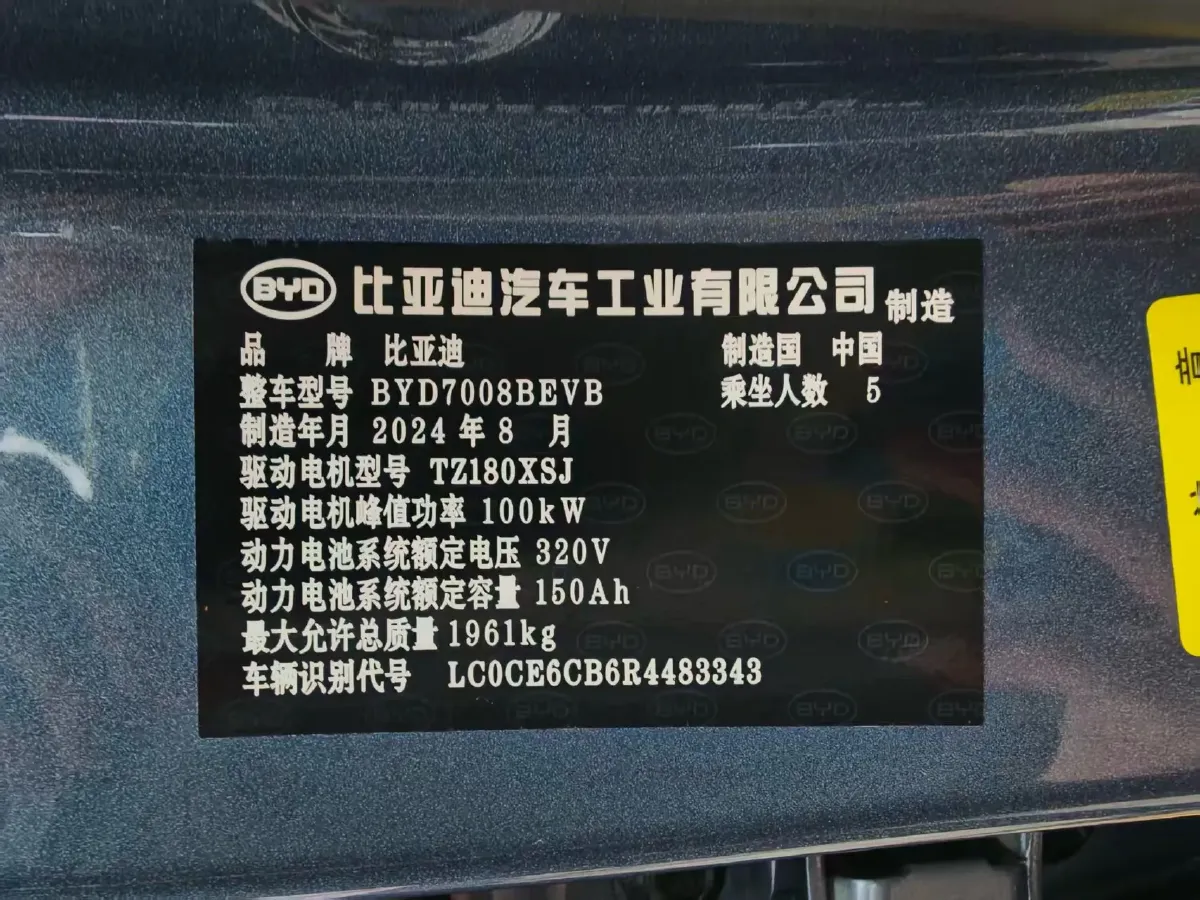 BYD 比亚迪汽车工业有限公司 制造
品 牌 比亚迪 制造国 中国
整车型号 BYD7008BEVB 乘坐人数 5
制造年月 2024 年 8 月
驱动电机型号 TZ180XSJ
驱动电机峰值功率 100kW
动力电池系统额定电压 320V
动力电池系统额定容量 150Ah
最大允许总质量 1961kg
车辆识别代号 LC0CE6CB6R4483343